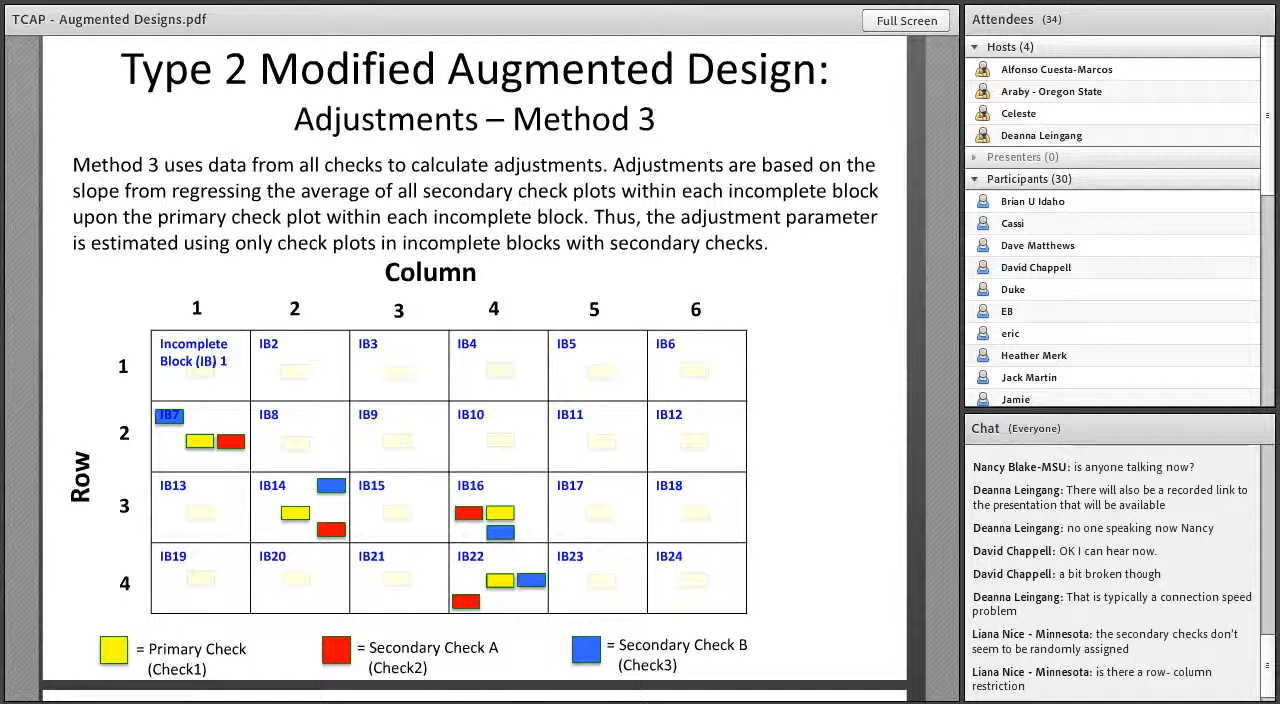 TCAP - Augmented Designs.pdf
Full Screen
Type 2 Modified Augmented Design:
Adjustments – Method 3
Method 3 uses data from all checks to calculate adjustments. Adjustments are based on the
slope from regressing the average of all secondary check plots within each incomplete block
upon the primary check plot within each incomplete block. Thus, the adjustment parameter
is estimated using only check plots in incomplete blocks with secondary checks.
Column
1 2 3 4 5 6
Row
1
Incomplete
Block (IB) 1
IB2 IB3 IB4 IB5 IB6
2
IB7 IB8 IB9 IB10 IB11 IB12
3
IB13 IB14 IB15 IB16 IB17 IB18
4
IB19 IB20 IB21 IB22 IB23 IB24
= Primary Check
(Check1)
= Secondary Check A
(Check2)
= Secondary Check B
(Check3)
Attendees (34)
Hosts (4)
Alfonso Cuesta-Marcos
Araby - Oregon State
Celeste
Deanna Leingang
Presenters (0)
Participants (30)
Brian U Idaho
Cassi
Dave Matthews
David Chappell
Duke
EB
eric
Heather Merk
Jack Martin
Jamie
Chat (Everyone)
Nancy Blake-MSU: is anyone talking now?
Deanna Leingang: There will also be a recorded link to
the presentation that will be available
Deanna Leingang: no one speaking now Nancy
David Chappell: OK I can hear now.
David Chappell: a bit broken though
Deanna Leingang: That is typically a connection speed
problem
Liana Nice - Minnesota: the secondary checks don't
seem to be randomly assigned
Liana Nice - Minnesota: is there a row- column
restriction